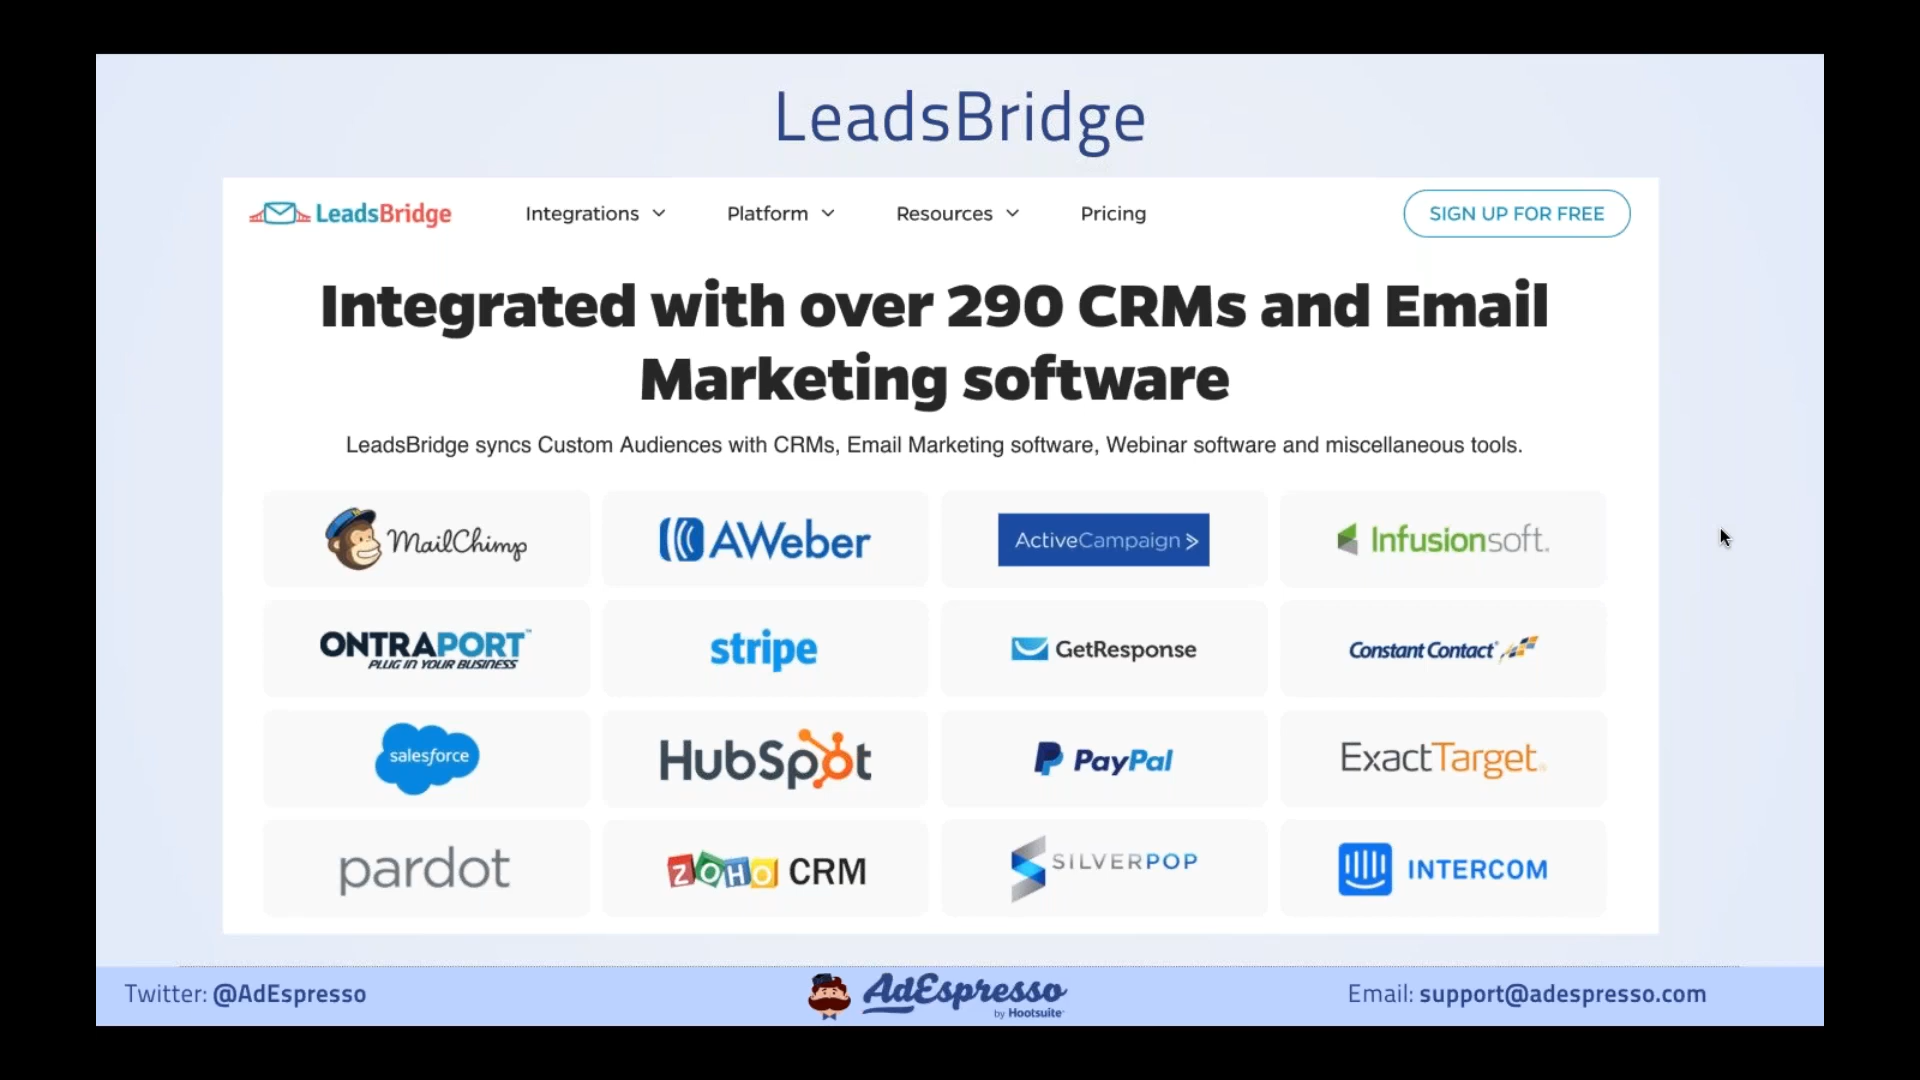 LeadsBridge
LeadsBridge Integrations Platform Resources Pricing SIGN UP FOR FREE
Integrated with over 290 CRMs and Email
Marketing software
LeadsBridge syncs Custom Audiences with CRMs, Email Marketing software, Webinar software and miscellaneous tools.
MailChimp AWeber ActiveCampaign > Infusionsoft.
ONTRAPORT™ stripe GetResponse Constant Contact®
PLUG IN YOUR BUSINESS
salesforce HubSpot PayPal ExactTarget®
pardot ZOHO CRM SILVERPOP INTERCOM
Twitter: @AdEspresso AdEspresso Email: support@adespresso.com
by Hootsuite™